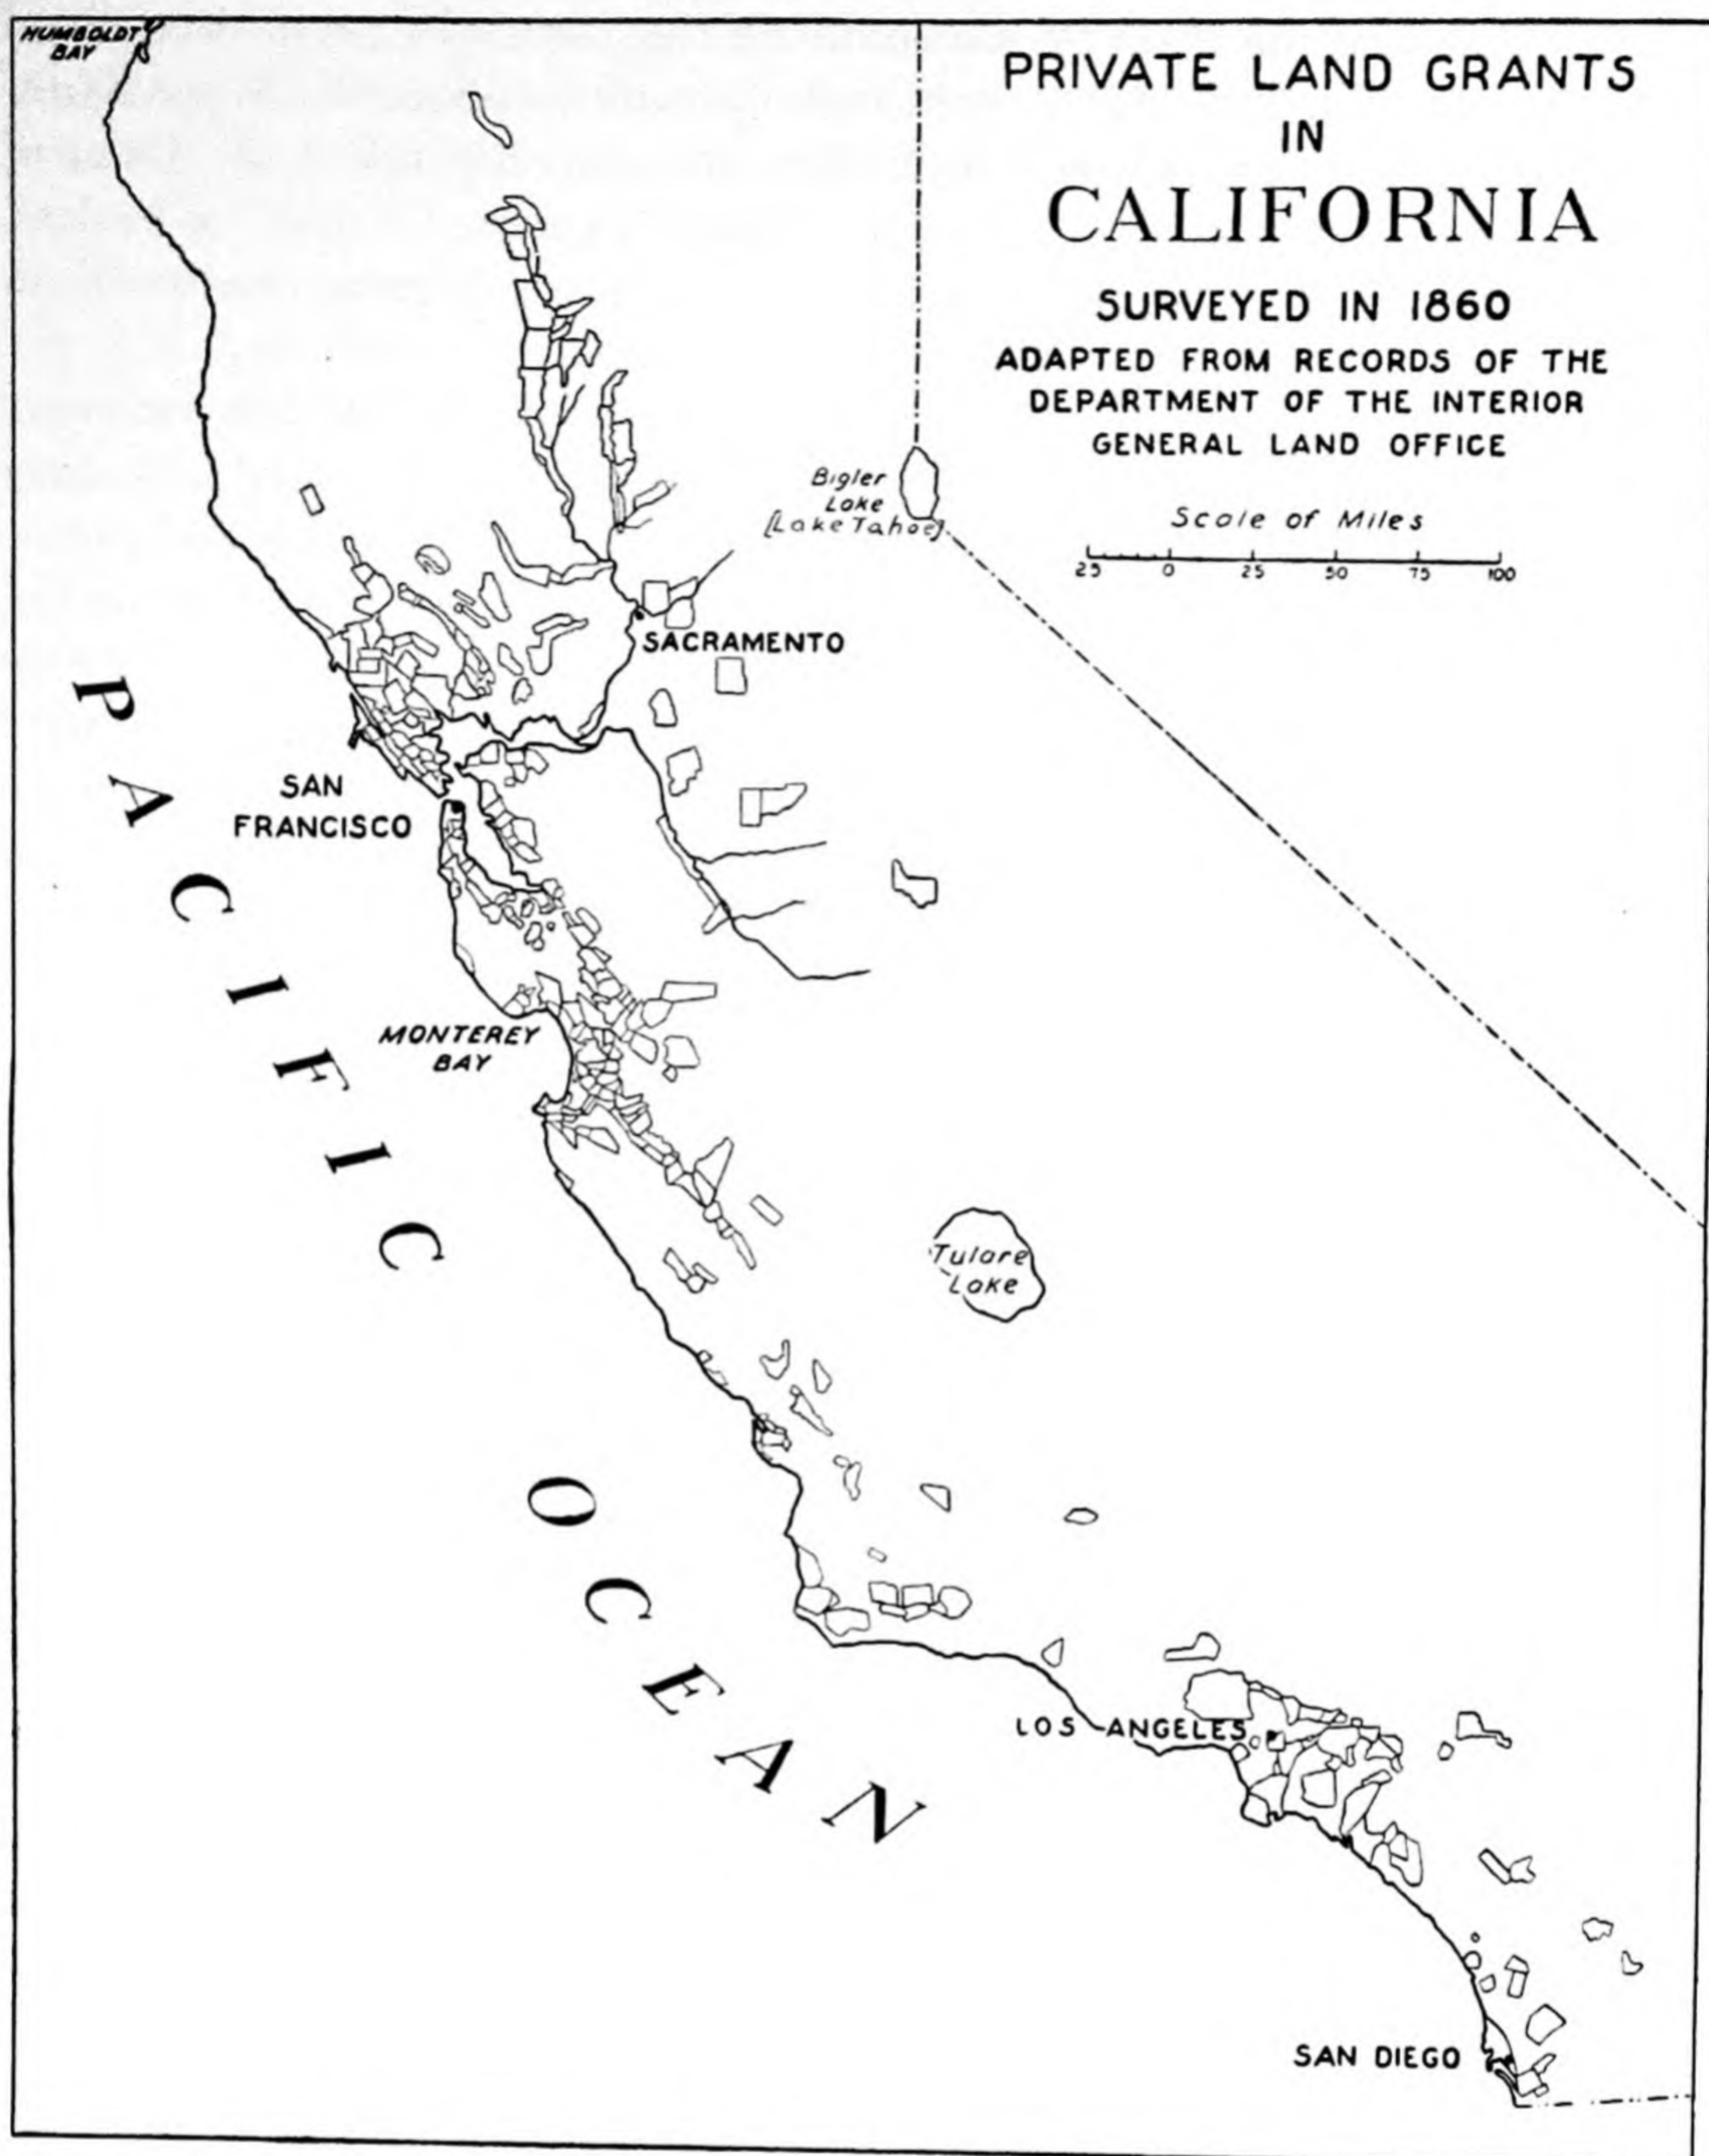 HUMBOLDT
BAY
PRIVATE LAND GRANTS
IN
CALIFORNIA
SURVEYED IN 1860
ADAPTED FROM RECORDS OF THE
DEPARTMENT OF THE INTERIOR
GENERAL LAND OFFICE
Scale of Miles
25 0 25 50 75 100
Bigler
Lake
[Lake Tahoe]
SACRAMENTO
SAN
FRANCISCO
MONTEREY
BAY
Tulare
Lake
PACIFIC
OCEAN
LOS ANGELES
SAN DIEGO